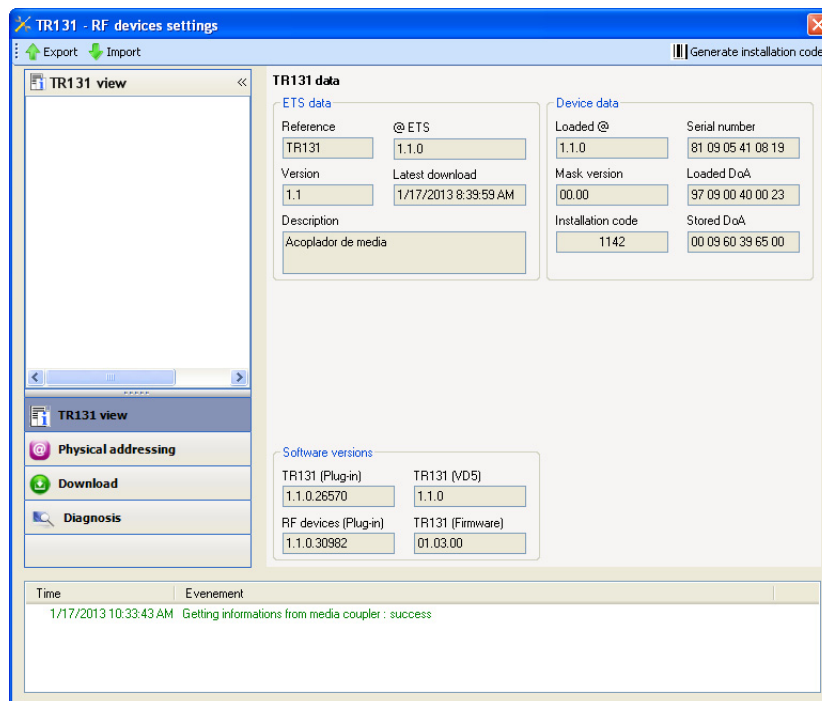 TR131 - RF devices settings
Export Import Generate installation code
TR131 view «
TR131 view
Physical addressing
Download
Diagnosis
TR131 data
ETS data
Reference @ ETS
TR131 1.1.0
Version Latest download
1.1 1/17/2013 8:39:59 AM
Description
Acoplador de media
Device data
Loaded @ Serial number
1.1.0 81 09 05 41 08 19
Mask version Loaded DoA
00.00 97 09 00 40 00 23
Installation code Stored DoA
1142 00 09 60 39 65 00
Software versions
TR131 (Plug-in) TR131 (VD5)
1.1.0.26570 1.1.0
RF devices (Plug-in) TR131 (Firmware)
1.1.0.30982 01.03.00
Time Evenement
1/17/2013 10:33:43 AM Getting informations from media coupler : success